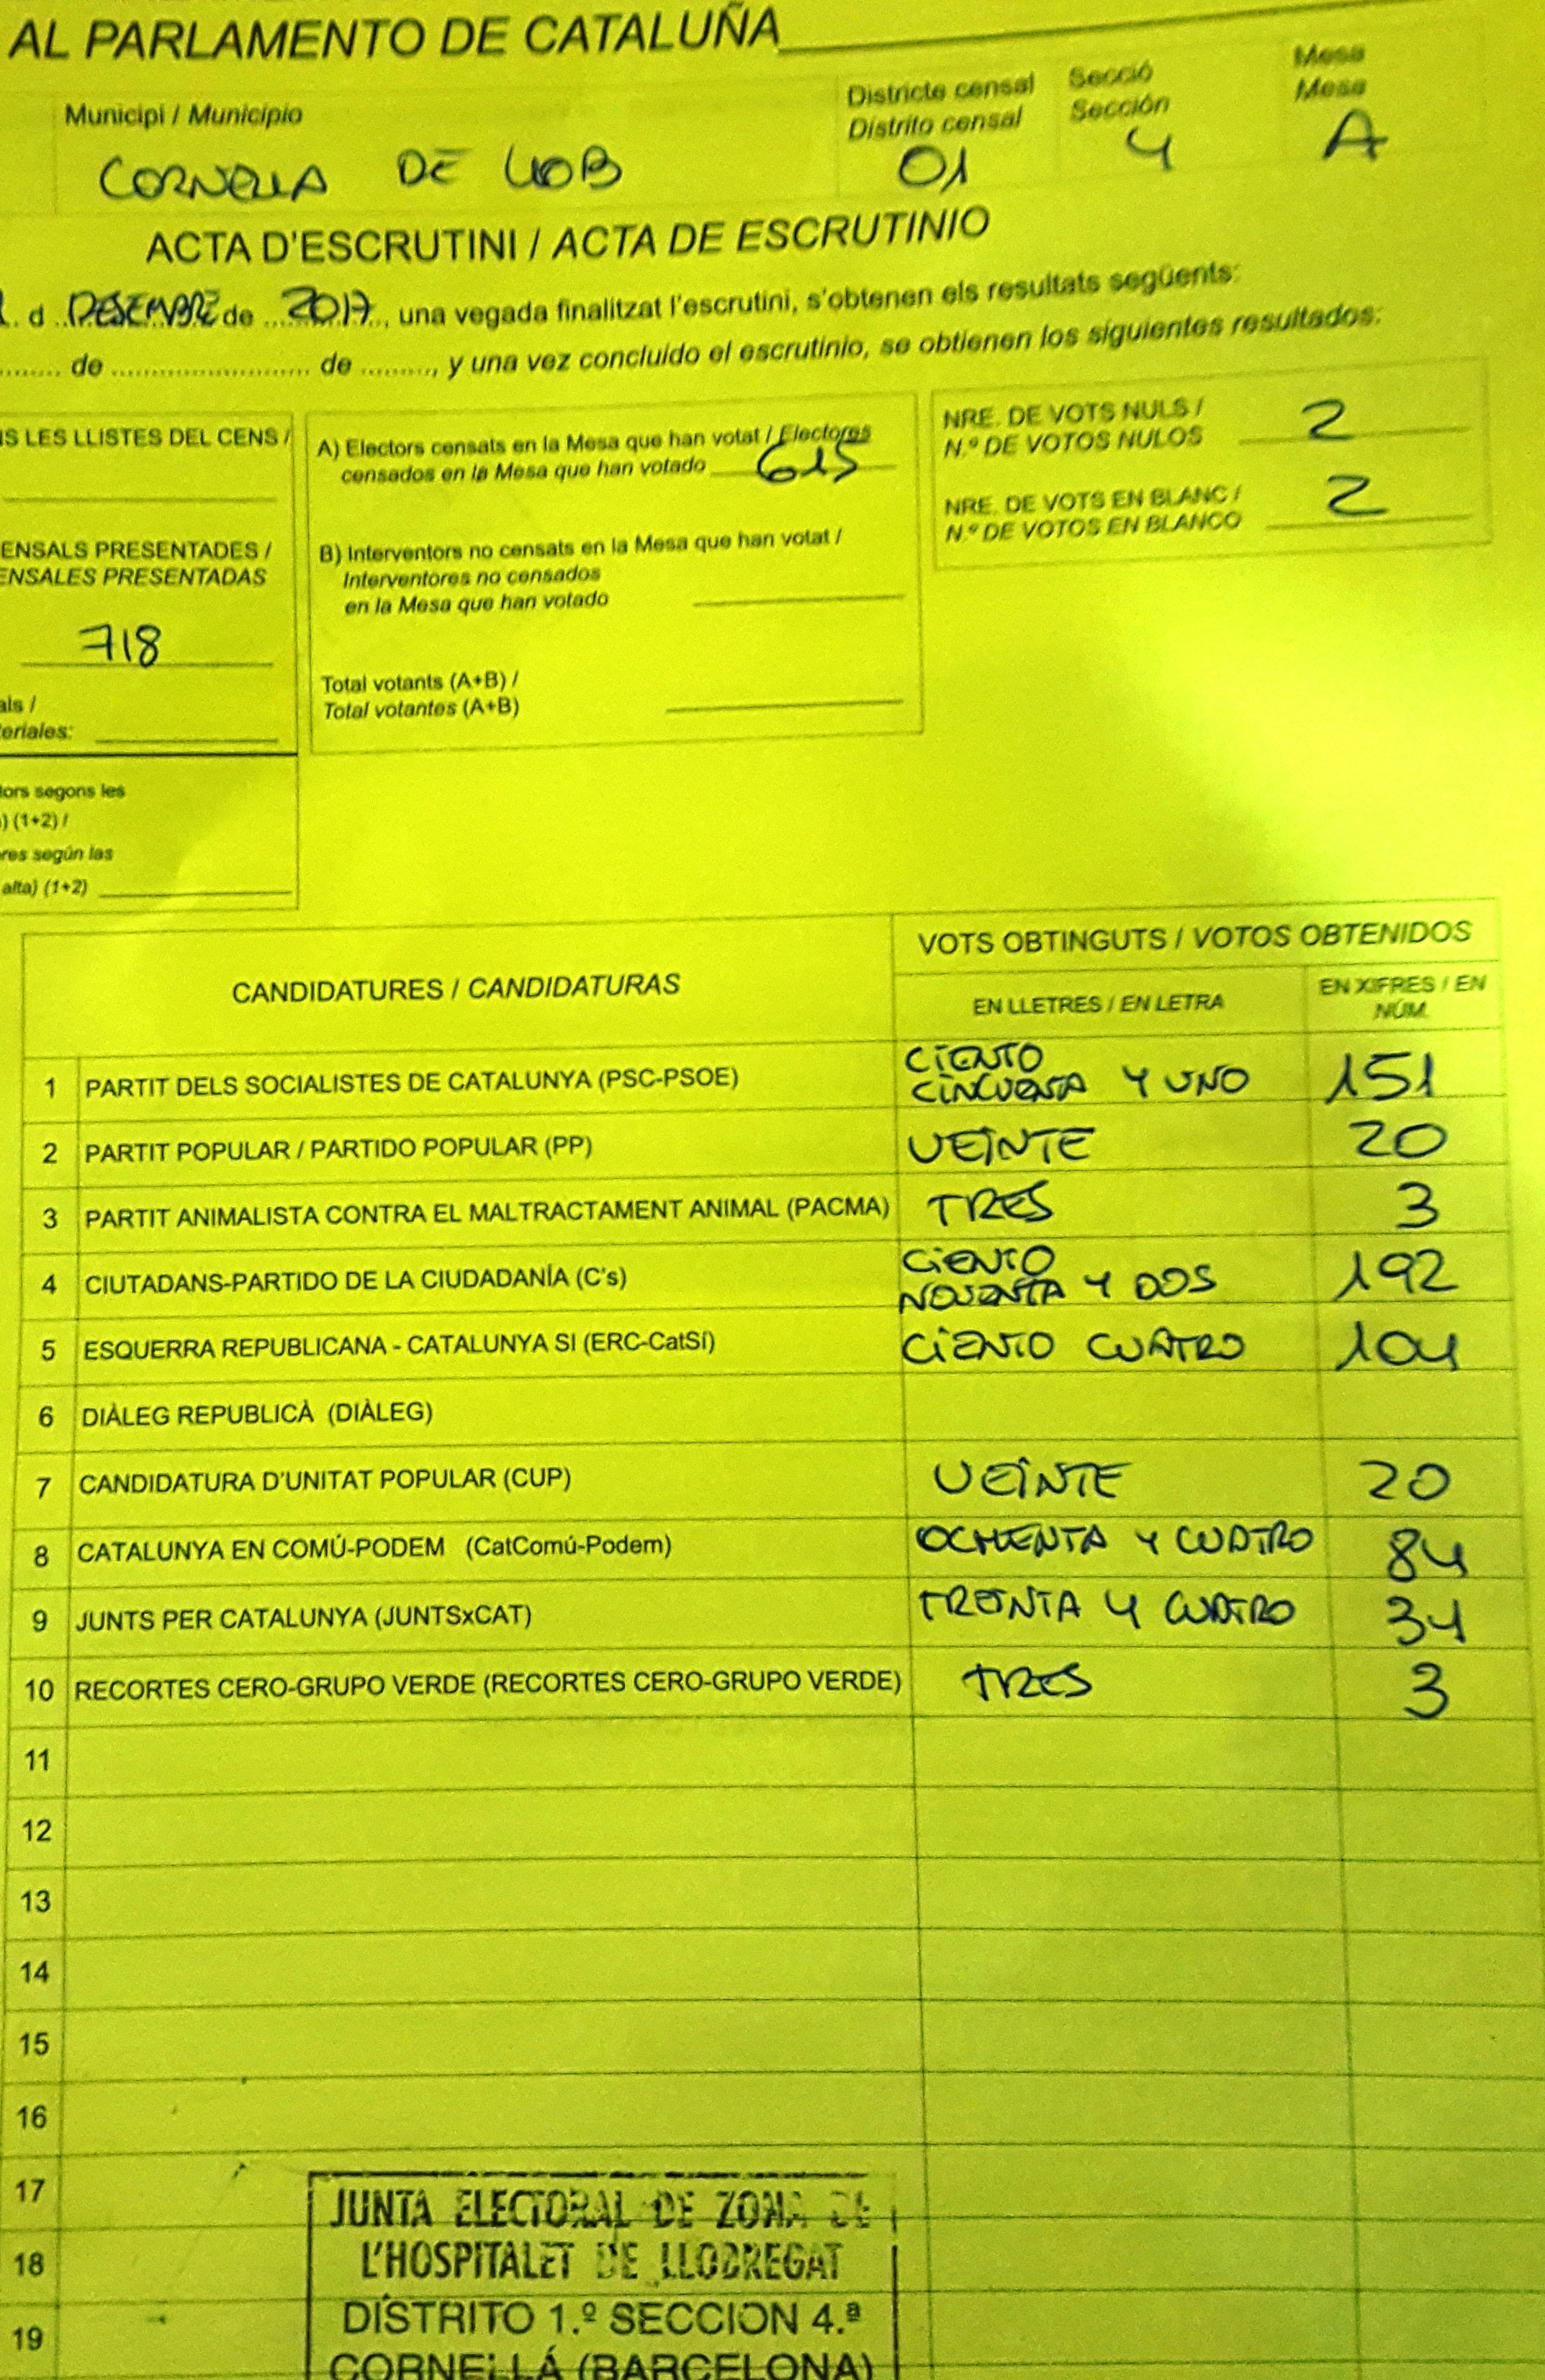 AL PARLAMENTO DE CATALUÑA
Municipi / Municipio
Districte censal
Distrito censal
Secció
Sección
Mesa
Mesa
CORNELLA DE LLOB
01
4
A
ACTA D'ESCRUTINI / ACTA DE ESCRUTINIO
d DESEMBRE de 2017, una vegada finalitzat l'escrutini, s'obtenen els resultats següents:
de de , y una vez concluido el escrutinio, se obtienen los siguientes resultados:
LES LLISTES DEL CENS /
ENSALS PRESENTADES /
ENSALES PRESENTADAS
718
als /
eriales:
ors segons les
) (1+2) /
res según las
alta) (1+2)
A) Electors censats en la Mesa que han votat / Electores
censados en la Mesa que han votado 615
B) Interventors no censats en la Mesa que han votat /
Interventores no censados
en la Mesa que han votado
Total votants (A+B) /
Total votantes (A+B)
NRE. DE VOTS NULS /
N.º DE VOTOS NULOS 2
NRE. DE VOTS EN BLANC /
N.º DE VOTOS EN BLANCO 2
CANDIDATURES / CANDIDATURAS
VOTS OBTINGUTS / VOTOS OBTENIDOS
EN LLETRES / EN LETRA
EN XIFRES / EN
NÚM.
1 PARTIT DELS SOCIALISTES DE CATALUNYA (PSC-PSOE) CIENTO CINCUENTA Y UNO 151
2 PARTIT POPULAR / PARTIDO POPULAR (PP) VEINTE 20
3 PARTIT ANIMALISTA CONTRA EL MALTRACTAMENT ANIMAL (PACMA) TRES 3
4 CIUTADANS-PARTIDO DE LA CIUDADANÍA (C's) CIENTO NOVENTA Y DOS 192
5 ESQUERRA REPUBLICANA - CATALUNYA SI (ERC-CatSí) CIENTO CUATRO 104
6 DIÀLEG REPUBLICÀ (DIÀLEG)
7 CANDIDATURA D'UNITAT POPULAR (CUP) VEINTE 20
8 CATALUNYA EN COMÚ-PODEM (CatComú-Podem) OCHENTA Y CUATRO 84
9 JUNTS PER CATALUNYA (JUNTSxCAT) TREINTA Y CUATRO 34
10 RECORTES CERO-GRUPO VERDE (RECORTES CERO-GRUPO VERDE) TRES 3
11
12
13
14
15
16
17
18
19
JUNTA ELECTORAL DE ZONA DE
L'HOSPITALET DE LLOBREGAT
DISTRITO 1.º SECCION 4.ª
CORNELLÁ (BARCELONA)